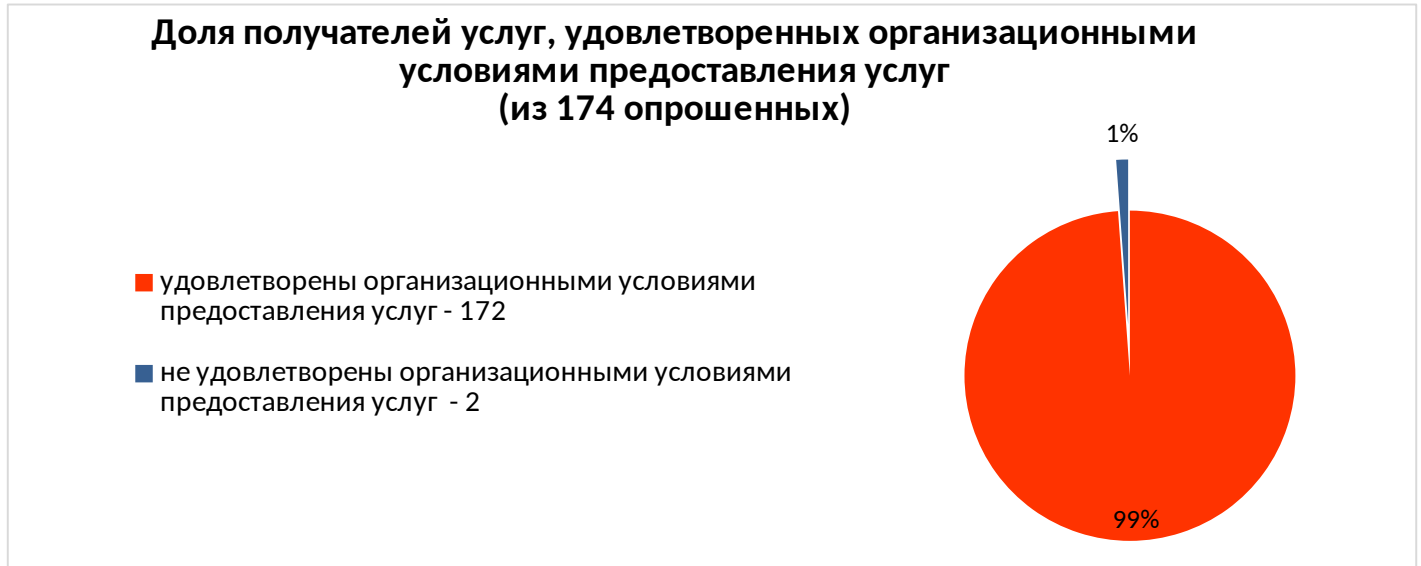 Доля получателей услуг, удовлетворенных организационными
условиями предоставления услуг
(из 174 опрошенных)
1%
удовлетворены организационными условиями
предоставления услуг - 172
не удовлетворены организационными условиями
предоставления услуг  - 2
99%